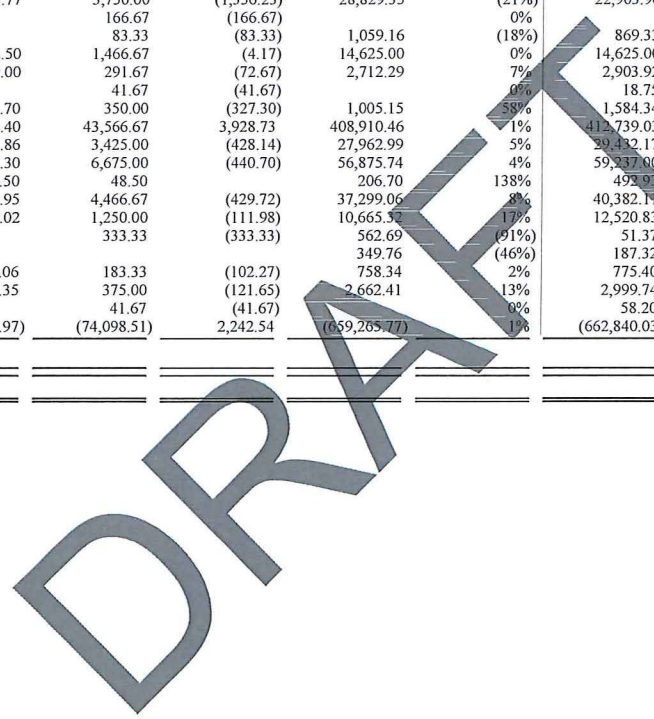 166.67 (166.67) 0%
83.33 (83.33) 1,059.16 (18%) 869.33
.50 1,466.67 (4.17) 14,625.00 0% 14,625.00
.00 291.67 (72.67) 2,712.29 7% 2,903.92
41.67 (41.67) 0% 18.75
.70 350.00 (327.30) 1,005.15 58% 1,584.34
.40 43,566.67 3,928.73 408,910.46 1% 412,739.03
.86 3,425.00 (428.14) 27,962.99 5% 29,432.17
.30 6,675.00 (440.70) 56,875.74 4% 59,237.00
.50 48.50 206.70 138% 492.93
.95 4,466.67 (429.72) 37,299.06 8% 40,382.11
.02 1,250.00 (111.98) 10,665.32 17% 12,520.83
333.33 (333.33) 562.69 (91%) 51.37
349.76 (46%) 187.32
.06 183.33 (102.27) 758.34 2% 775.40
.35 375.00 (121.65) 2,662.41 13% 2,999.74
41.67 (41.67) 0% 58.20
.97) (74,098.51) 2,242.54 (659,265.77) 1% (662,840.03
DRAFT